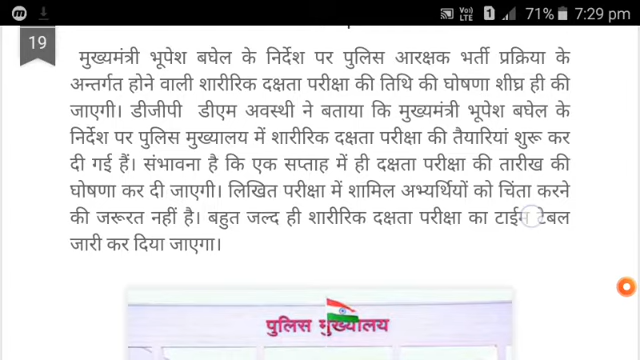 71% 7:29 pm
19
मुख्यमंत्री भूपेश बघेल के निर्देश पर पुलिस आरक्षक भर्ती प्रक्रिया के
अन्तर्गत होने वाली शारीरिक दक्षता परीक्षा की तिथि की घोषणा शीघ्र ही की
जाएगी। डीजीपी डीएम अवस्थी ने बताया कि मुख्यमंत्री भूपेश बघेल के
निर्देश पर पुलिस मुख्यालय में शारीरिक दक्षता परीक्षा की तैयारियां शुरू कर
दी गई हैं। संभावना है कि एक सप्ताह में ही दक्षता परीक्षा की तारीख की
घोषणा कर दी जाएगी। लिखित परीक्षा में शामिल अभ्यर्थियों को चिंता करने
की जरूरत नहीं है। बहुत जल्द ही शारीरिक दक्षता परीक्षा का टाईम टेबल
जारी कर दिया जाएगा।
पुलिस मुख्यालय